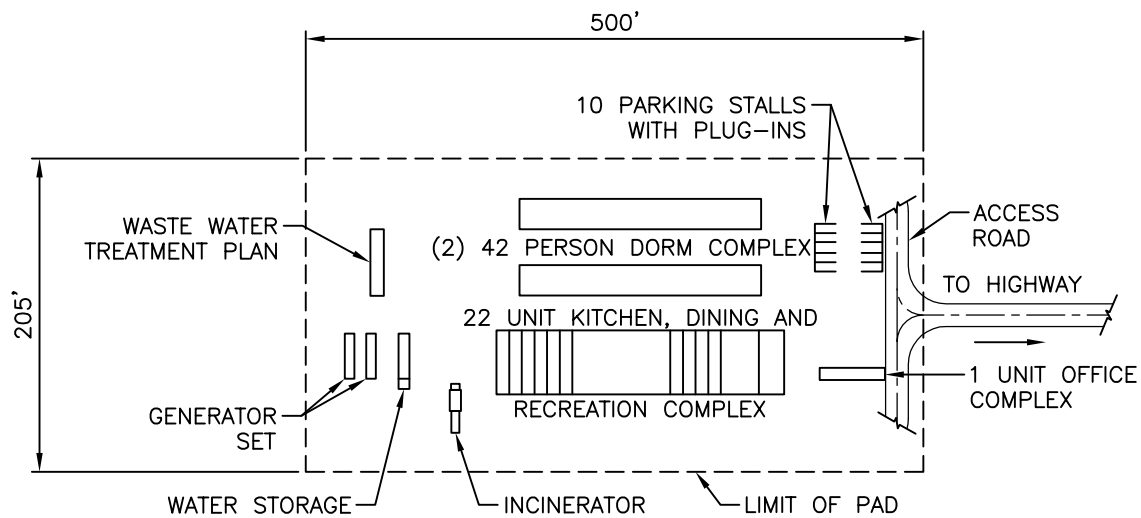 500'
10 PARKING STALLS
WITH PLUG-INS
WASTE WATER
TREATMENT PLAN
(2) 42 PERSON DORM COMPLEX
ACCESS
ROAD
TO HIGHWAY
205'
22 UNIT KITCHEN, DINING AND
RECREATION COMPLEX
1 UNIT OFFICE
COMPLEX
GENERATOR
SET
WATER STORAGE
INCINERATOR
LIMIT OF PAD